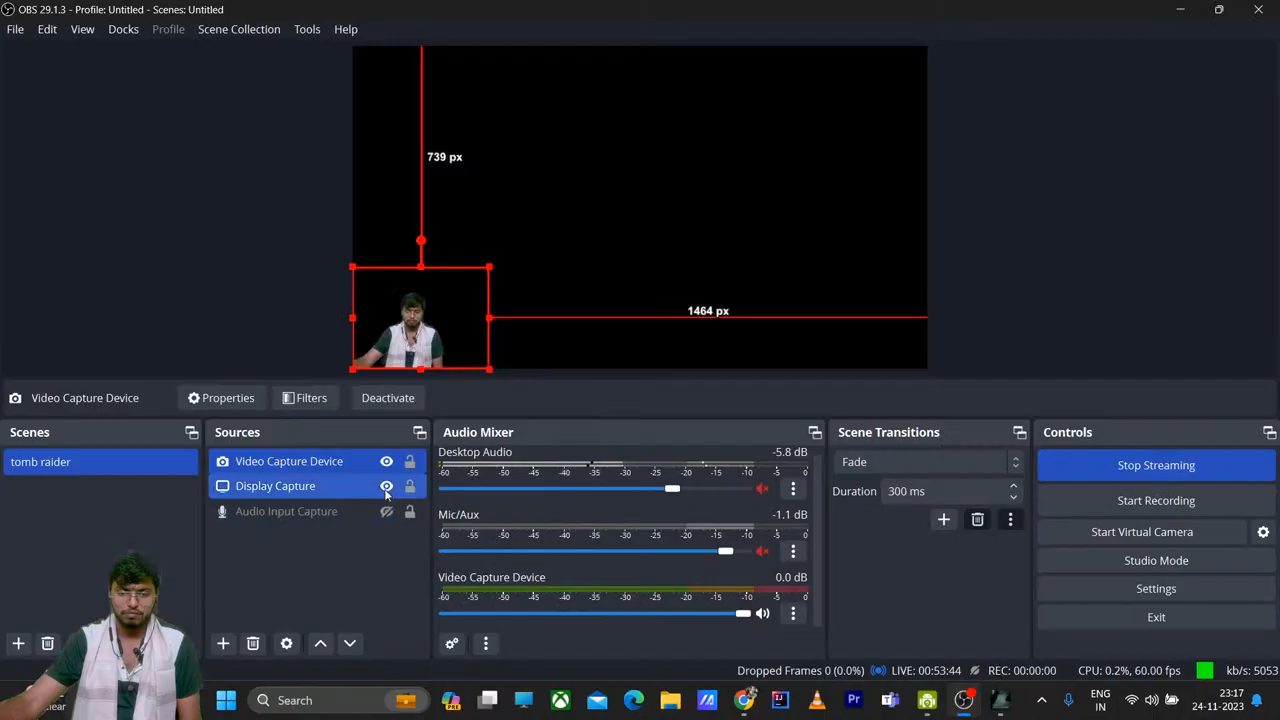 OBS 29.1.3 - Profile: Untitled - Scenes: Untitled
File Edit View Docks Profile Scene Collection Tools Help
739 px
1464 px
Video Capture Device Properties Filters Deactivate
Scenes
tomb raider
Sources
Video Capture Device
Display Capture
Audio Input Capture
Audio Mixer
Desktop Audio -5.8 dB
-60 -55 -50 -45 -40 -35 -30 -25 -20 -15 -10 -5 0
Mic/Aux -1.1 dB
-60 -55 -50 -45 -40 -35 -30 -25 -20 -15 -10 -5 0
Video Capture Device 0.0 dB
-60 -55 -50 -45 -40 -35 -30 -25 -20 -15 -10 -5 0
Scene Transitions
Fade
Duration 300 ms
Controls
Stop Streaming
Start Recording
Start Virtual Camera
Studio Mode
Settings
Exit
Dropped Frames 0 (0.0%) LIVE: 00:53:44 REC: 00:00:00 CPU: 0.2%, 60.00 fps kb/s: 5053
Search
PRE
Pr
ENG
IN
23:17
24-11-2023